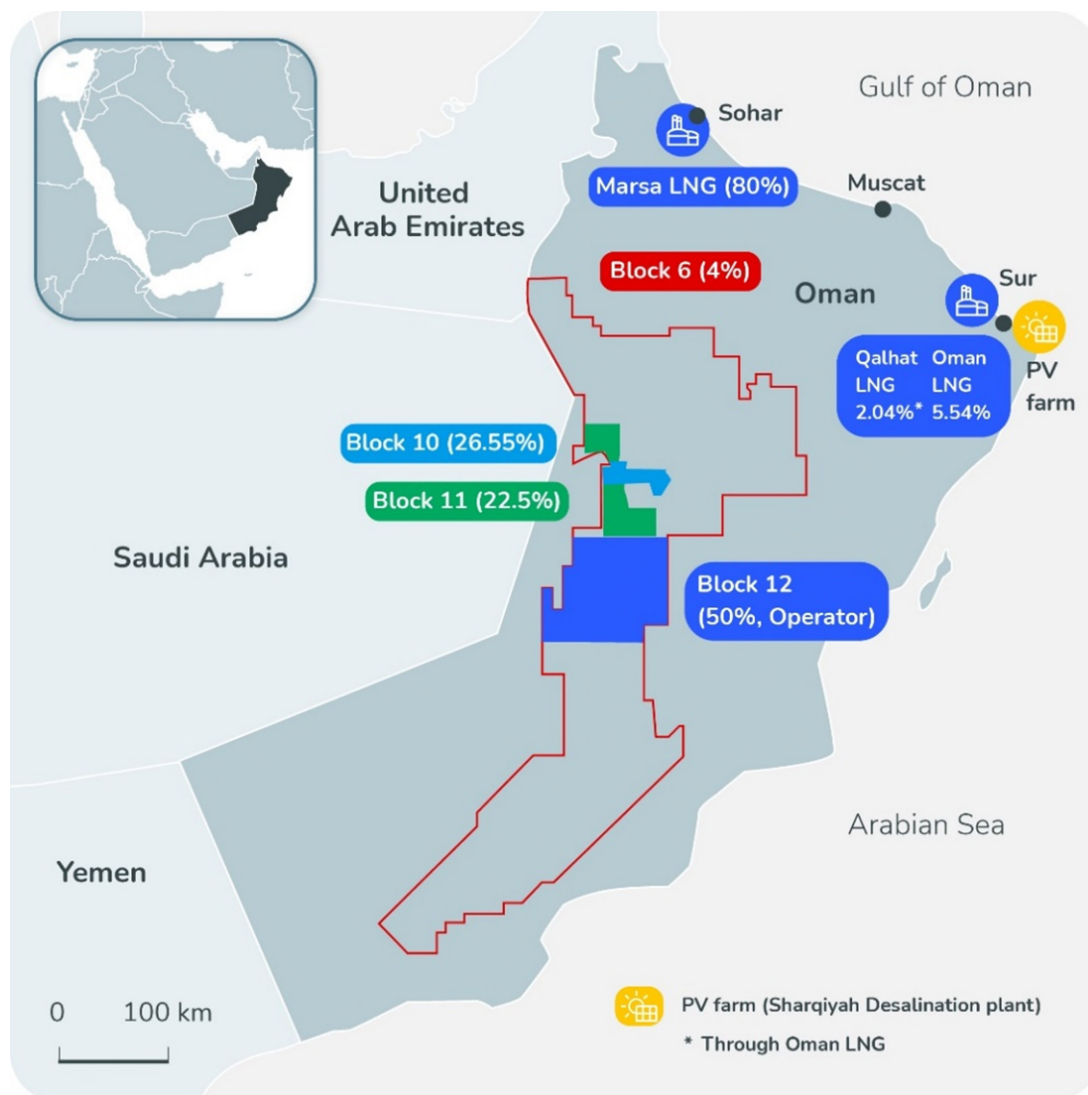 Gulf of Oman
Sohar
Marsa LNG (80%)
Muscat
United
Arab Emirates
Block 6 (4%)
Oman
Sur
Qalhat Oman
LNG LNG
2.04%* 5.54%
PV
farm
Block 10 (26.55%)
Block 11 (22.5%)
Saudi Arabia
Block 12
(50%, Operator)
Arabian Sea
Yemen
0 100 km
PV farm (Sharqiyah Desalination plant)
* Through Oman LNG